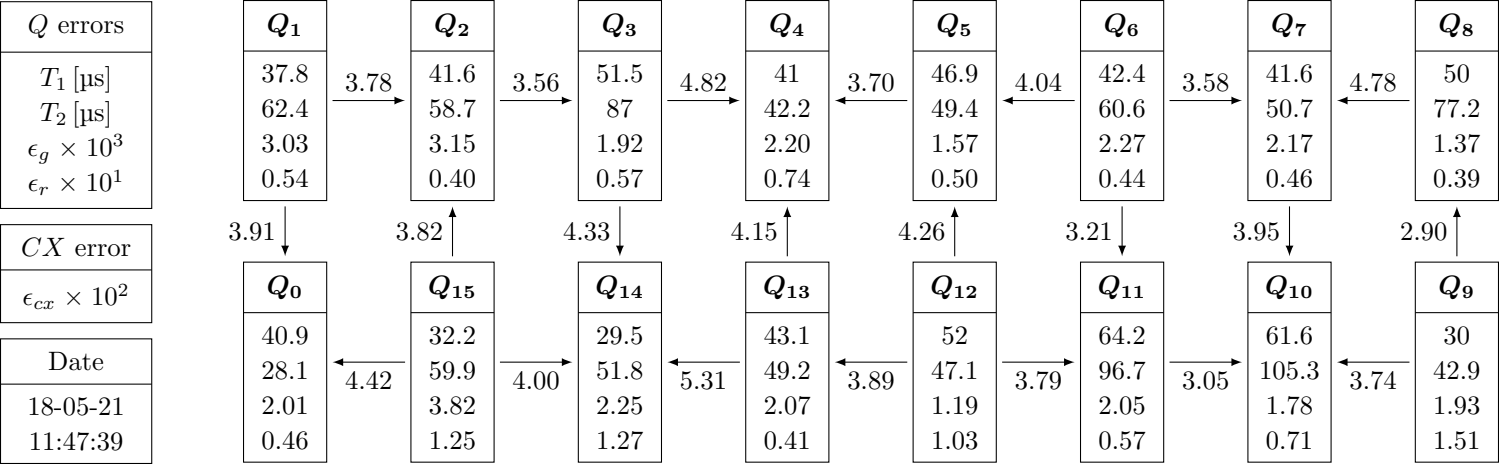 Q errors
T₁ [µs]
T₂ [µs]
ϵ_g × 10³
ϵ_r × 10¹
CX error
ϵ_cx × 10²
Date
18-05-21
11:47:39
Q₁ Q₂ Q₃ Q₄ Q₅ Q₆ Q₇ Q₈
37.8 41.6 51.5 41 46.9 42.4 41.6 50
3.78 3.56 4.82 3.70 4.04 3.58 4.78
62.4 58.7 87 42.2 49.4 60.6 50.7 77.2
3.03 3.15 1.92 2.20 1.57 2.27 2.17 1.37
0.54 0.40 0.57 0.74 0.50 0.44 0.46 0.39
3.91 3.82 4.33 4.15 4.26 3.21 3.95 2.90
Q₀ Q₁₅ Q₁₄ Q₁₃ Q₁₂ Q₁₁ Q₁₀ Q₉
40.9 32.2 29.5 43.1 52 64.2 61.6 30
28.1 59.9 51.8 49.2 47.1 96.7 105.3 42.9
4.42 4.00 5.31 3.89 3.79 3.05 3.74
2.01 3.82 2.25 2.07 1.19 2.05 1.78 1.93
0.46 1.25 1.27 0.41 1.03 0.57 0.71 1.51